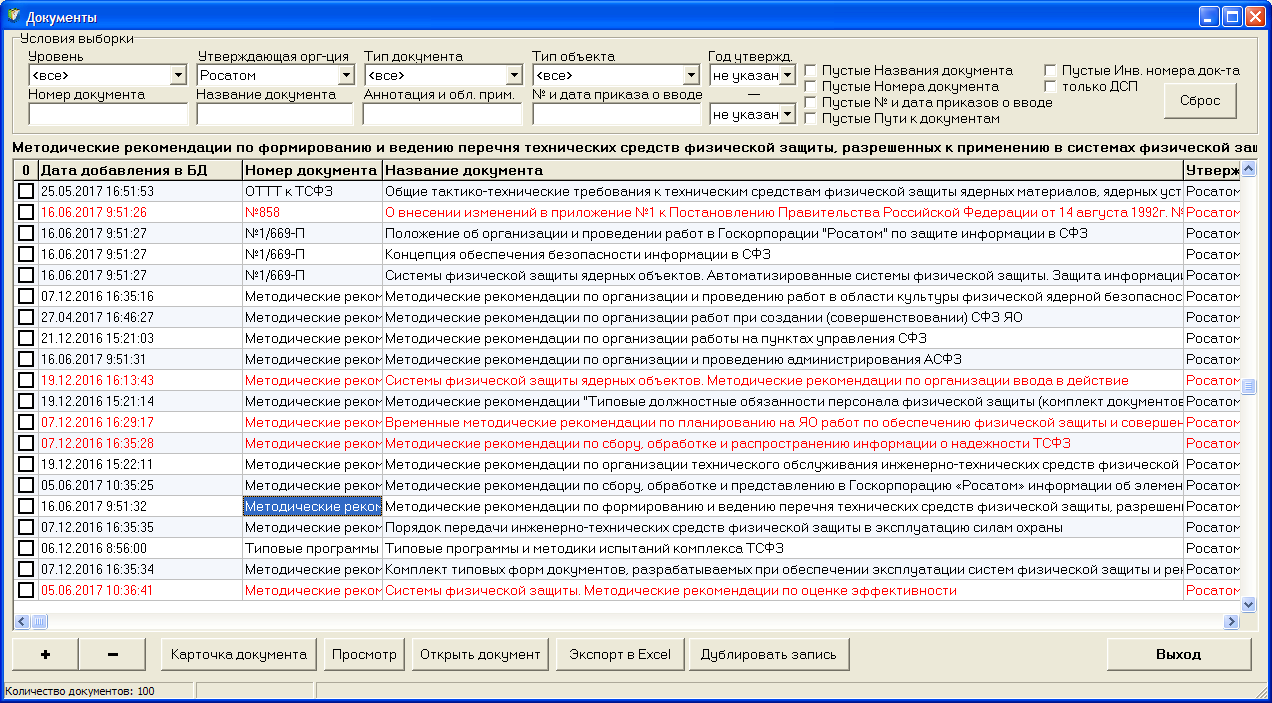 Документы
Условия выборки
Уровень Утверждающая орг-ция Тип документа Тип объекта Год утвержд.
<все> Росатом <все> <все> не указан Пустые Названия документа Пустые Инв. номера док-та
Номер документа Название документа Аннотация и обл. прим. № и дата приказа о вводе — Пустые Номера документа только ДСП
Пустые № и дата приказов о вводе Сброс
не указан Пустые Пути к документам
Методические рекомендации по формированию и ведению перечня технических средств физической защиты, разрешенных к применению в системах физической за
0 Дата добавления в БД Номер документа Название документа Утверж
25.05.2017 16:51:53 ОТТТ к ТСФЗ Общие тактико-технические требования к техническим средствам физической защиты ядерных материалов, ядерных уст Росатом
16.06.2017 9:51:26 №858 О внесении изменений в приложение №1 к Постановлению Правительства Российской Федерации от 14 августа 1992г. № Росатом
16.06.2017 9:51:27 №1/669-П Положение об организации и проведении работ в Госкорпорации "Росатом" по защите информации в СФЗ Росатом
16.06.2017 9:51:27 №1/669-П Концепция обеспечения безопасности информации в СФЗ Росатом
16.06.2017 9:51:27 №1/669-П Системы физической защиты ядерных объектов. Автоматизированные системы физической защиты. Защита информаци Росатом
07.12.2016 16:35:16 Методические реком Методические рекомендации по организации и проведению работ в области культуры физической ядерной безопаснос Росатом
27.04.2017 16:46:27 Методические реком Методические рекомендации по организации работ при создании (совершенствовании) СФЗ ЯО Росатом
21.12.2016 15:21:03 Методические реком Методические рекомендации по организации работы на пунктах управления СФЗ Росатом
16.06.2017 9:51:31 Методические реком Методические рекомендации по организации и проведению администрирования АСФЗ Росатом
19.12.2016 16:13:43 Методические реком Системы физической защиты ядерных объектов. Методические рекомендации по организации ввода в действие Росатом
19.12.2016 15:21:14 Методические реком Методические рекомендации "Типовые должностные обязанности персонала физической защиты (комплект документов Росатом
07.12.2016 16:29:17 Методические реком Временные методические рекомендации по планированию на ЯО работ по обеспечению физической защиты и соверше Росатом
07.12.2016 16:35:28 Методические реком Методические рекомендации по сбору, обработке и распространению информации о надежности ТСФЗ Росатом
19.12.2016 15:22:11 Методические реком Методические рекомендации по организации технического обслуживания инженерно-технических средств физической Росатом
05.06.2017 10:35:25 Методические реком Методические рекомендации по сбору, обработке и представлению в Госкорпорацию «Росатом» информации об элемен Росатом
16.06.2017 9:51:32 Методические реком Методические рекомендации по формированию и ведению перечня технических средств физической защиты, разрешен Росатом
07.12.2016 16:35:35 Методические реком Порядок передачи инженерно-технических средств физической защиты в эксплуатацию силам охраны Росатом
06.12.2016 8:56:00 Типовые программы Типовые программы и методики испытаний комплекса ТСФЗ Росатом
07.12.2016 16:35:34 Методические реком Комплект типовых форм документов, разрабатываемых при обеспечении эксплуатации систем физической защиты и ре Росатом
05.06.2017 10:36:41 Методические реком Системы физической защиты. Методические рекомендации по оценке эффективности Росатом
+ − Карточка документа Просмотр Открыть документ Экспорт в Excel Дублировать запись Выход
Количество документов: 100